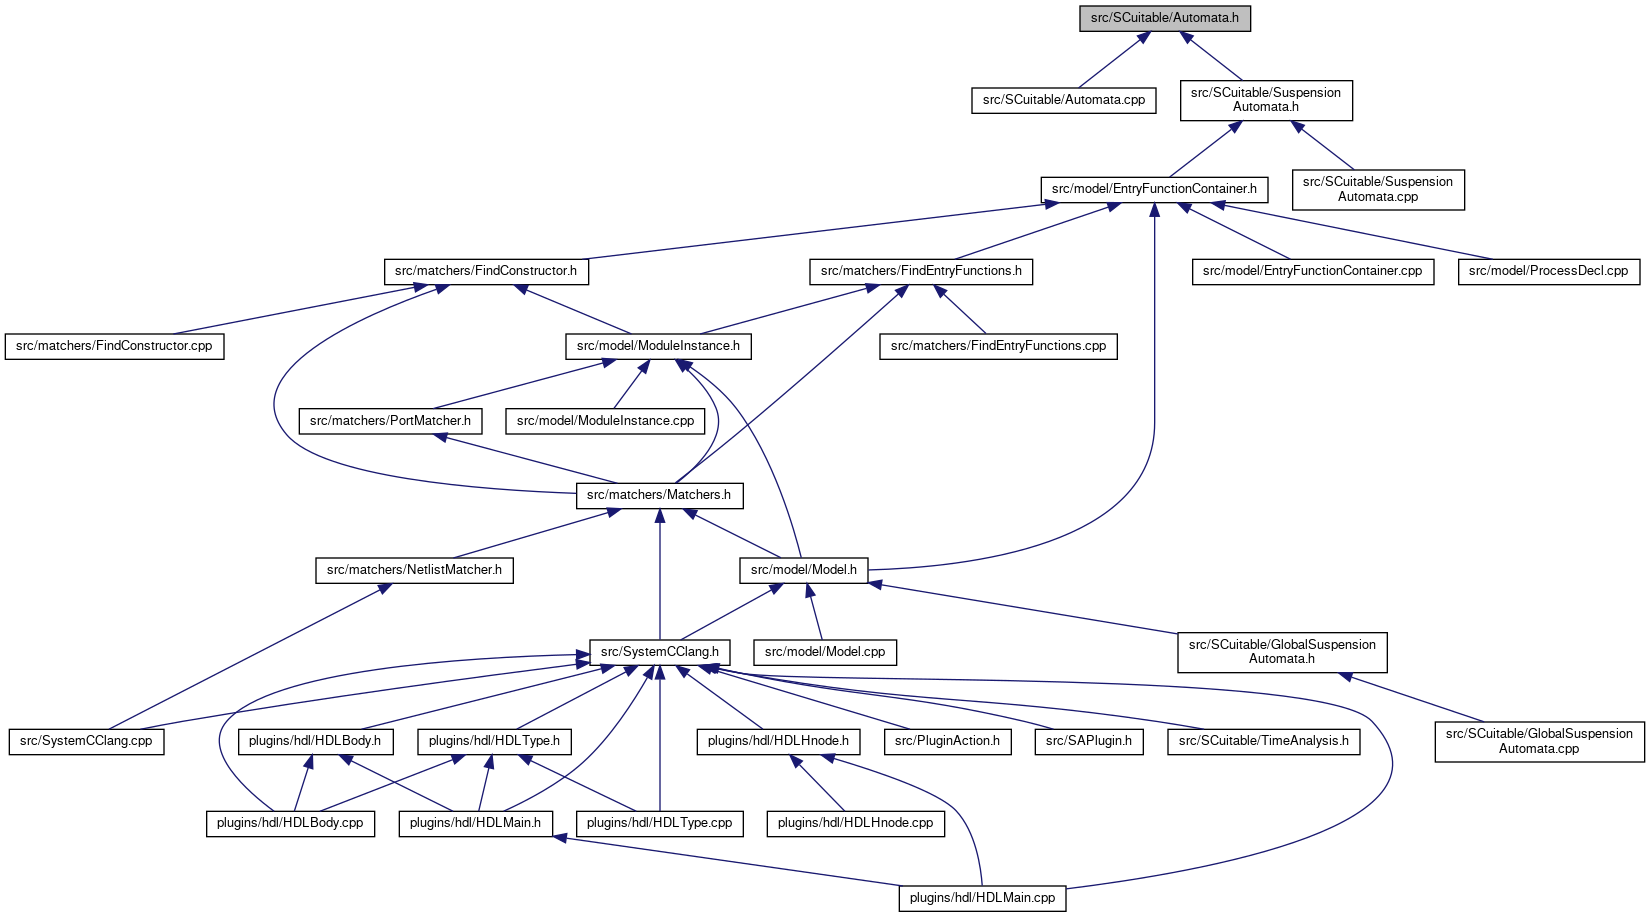 src/SCuitable/Automata.h
src/SCuitable/Automata.cpp
src/SCuitable/Suspension
Automata.h
src/model/EntryFunctionContainer.h
src/SCuitable/Suspension
Automata.cpp
src/matchers/FindConstructor.h
src/matchers/FindEntryFunctions.h
src/model/EntryFunctionContainer.cpp
src/model/ProcessDecl.cpp
src/matchers/FindConstructor.cpp
src/model/ModuleInstance.h
src/matchers/FindEntryFunctions.cpp
src/matchers/PortMatcher.h
src/model/ModuleInstance.cpp
src/matchers/Matchers.h
src/matchers/NetlistMatcher.h
src/model/Model.h
src/SystemCClang.h
src/model/Model.cpp
src/SCuitable/GlobalSuspension
Automata.h
src/SystemCClang.cpp
plugins/hdl/HDLBody.h
plugins/hdl/HDLType.h
plugins/hdl/HDLHnode.h
src/PluginAction.h
src/SAPlugin.h
src/SCuitable/TimeAnalysis.h
src/SCuitable/GlobalSuspension
Automata.cpp
plugins/hdl/HDLBody.cpp
plugins/hdl/HDLMain.h
plugins/hdl/HDLType.cpp
plugins/hdl/HDLHnode.cpp
plugins/hdl/HDLMain.cpp